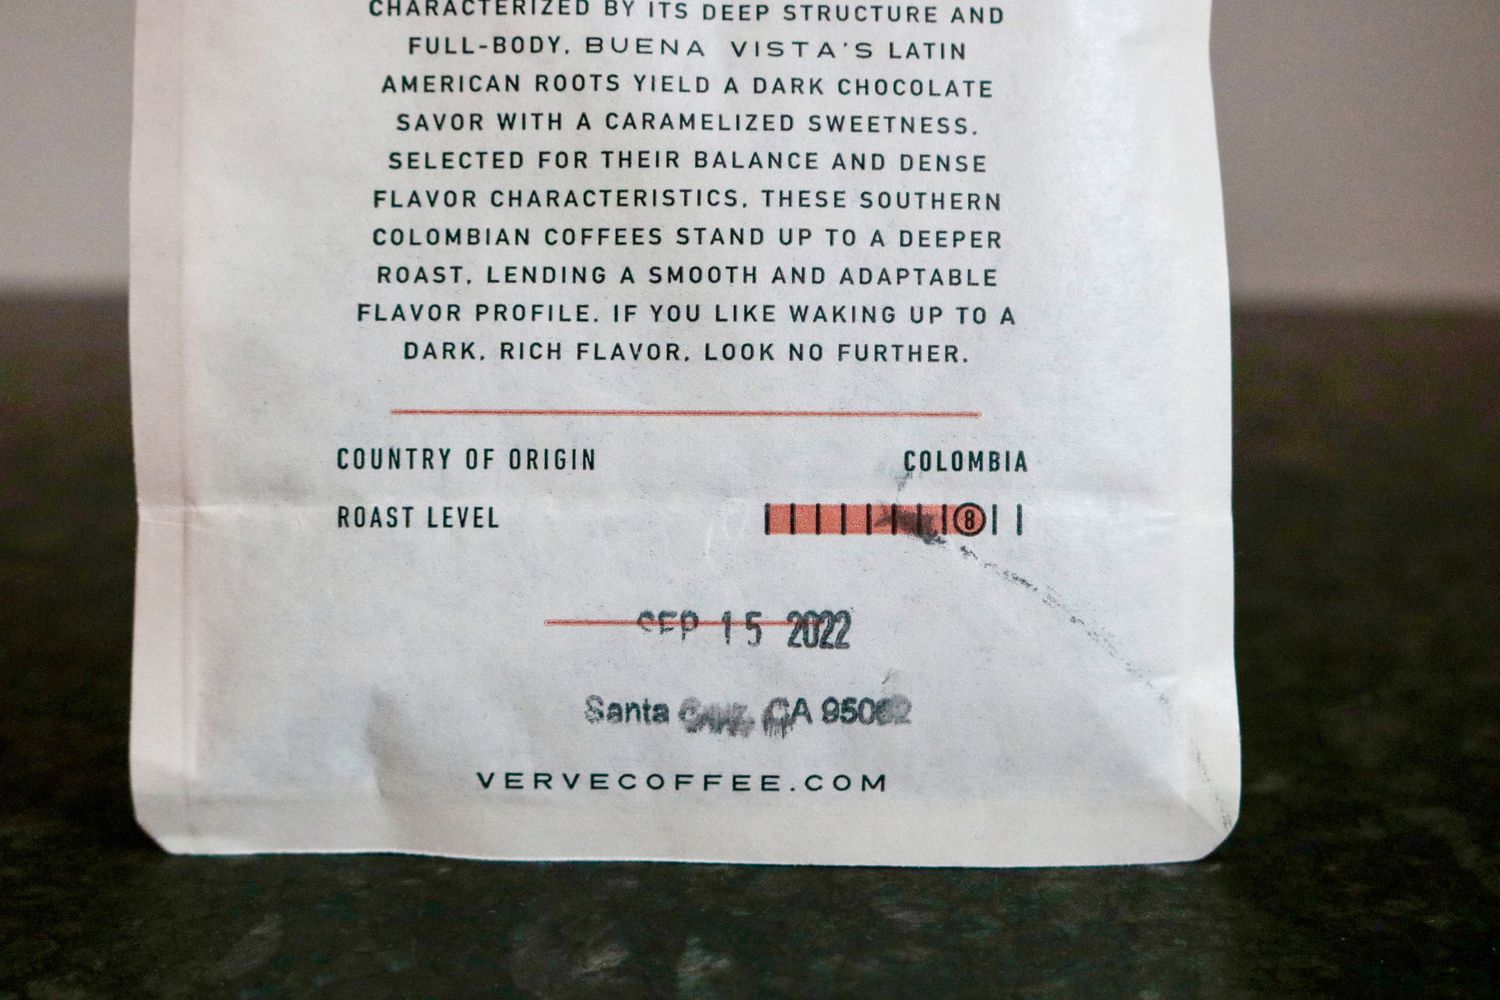 CHARACTERIZED BY ITS DEEP STRUCTURE AND
FULL-BODY, BUENA VISTA'S LATIN
AMERICAN ROOTS YIELD A DARK CHOCOLATE
SAVOR WITH A CARAMELIZED SWEETNESS.
SELECTED FOR THEIR BALANCE AND DENSE
FLAVOR CHARACTERISTICS, THESE SOUTHERN
COLOMBIAN COFFEES STAND UP TO A DEEPER
ROAST, LENDING A SMOOTH AND ADAPTABLE
FLAVOR PROFILE. IF YOU LIKE WAKING UP TO A
DARK, RICH FLAVOR, LOOK NO FURTHER.
COUNTRY OF ORIGIN COLOMBIA
ROAST LEVEL 8
SEP 15 2022
Santa CA
VERVECOFFEE.COM